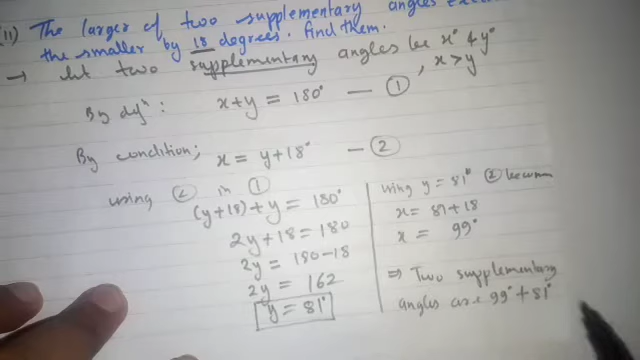 (ii) The larger of two supplementary angles
the smaller by 18 degrees. Find them.
→ let two supplementary angles be x° & y°
, x > y
By defn: x+y = 180° — ①
By condition; x = y+18° — ②
using ② in ①
(y+18)+y = 180°
2y+18 = 180
2y = 180-18
2y = 162
y = 81°
using y = 81° ② becomes
x = 81+18
x = 99°
⇒ Two supplementary
angles are 99° + 81°